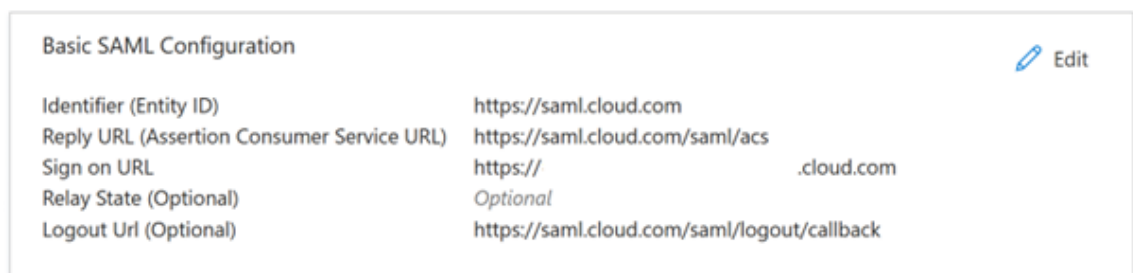 Basic SAML Configuration
Edit
Identifier (Entity ID) https://saml.cloud.com
Reply URL (Assertion Consumer Service URL) https://saml.cloud.com/saml/acs
Sign on URL https:// .cloud.com
Relay State (Optional) Optional
Logout Url (Optional) https://saml.cloud.com/saml/logout/callback